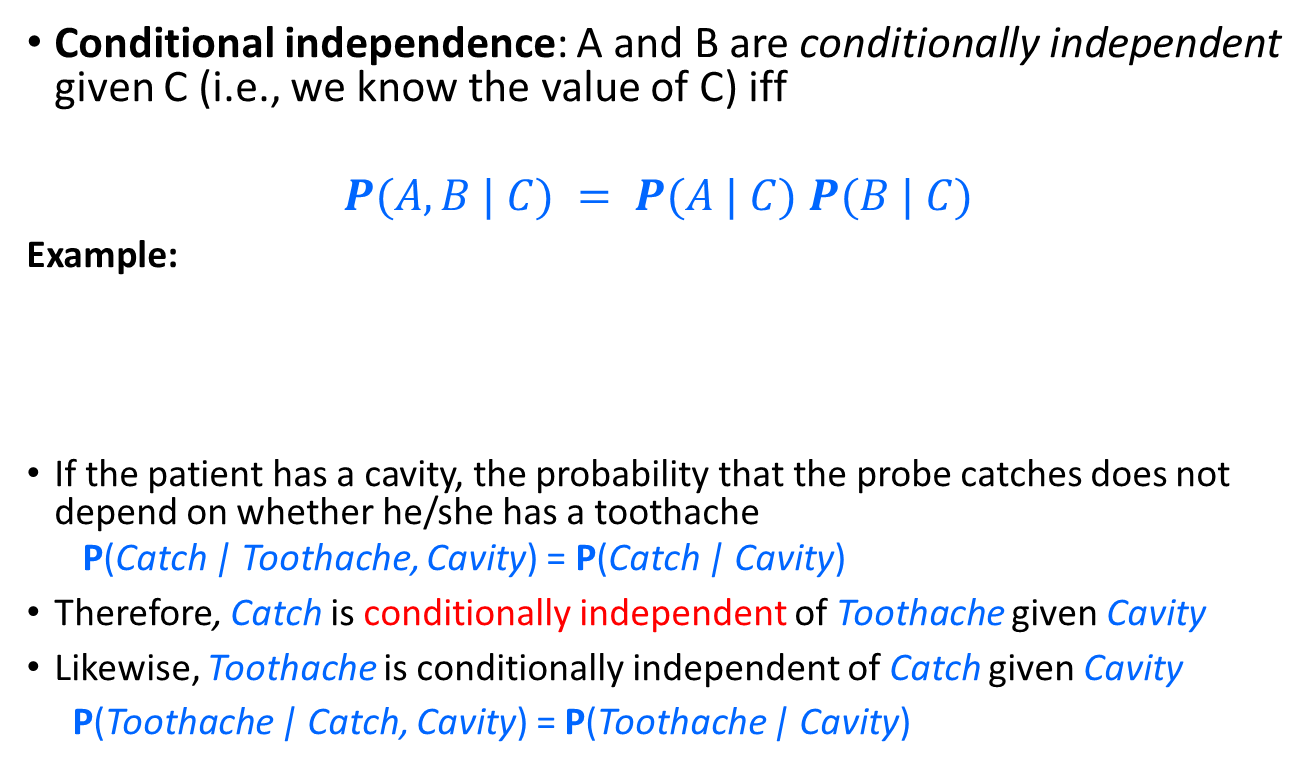 • Conditional independence: A and B are conditionally independent
given C (i.e., we know the value of C) iff
P(A, B | C) = P(A | C) P(B | C)
Example:
• If the patient has a cavity, the probability that the probe catches does not
depend on whether he/she has a toothache
P(Catch | Toothache, Cavity) = P(Catch | Cavity)
• Therefore, Catch is conditionally independent of Toothache given Cavity
• Likewise, Toothache is conditionally independent of Catch given Cavity
P(Toothache | Catch, Cavity) = P(Toothache | Cavity)